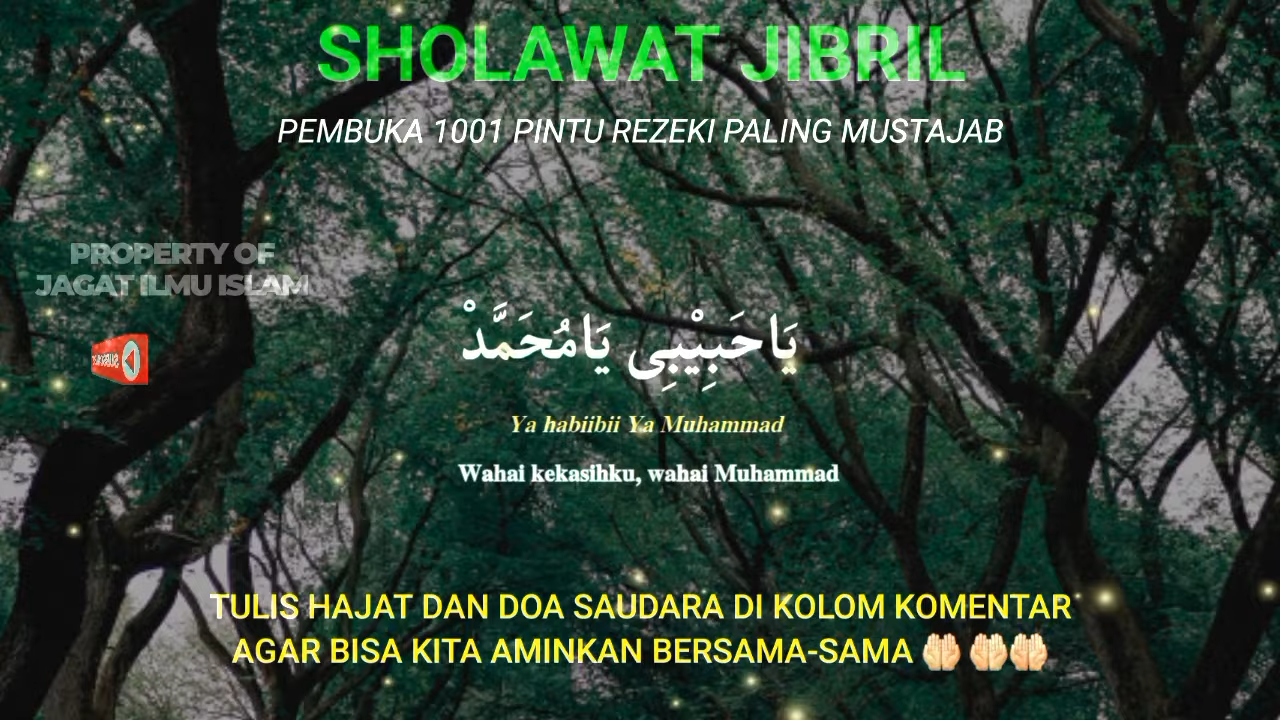 SHOLAWAT JIBRIL
PEMBUKA 1001 PINTU REZEKI PALING MUSTAJAB
PROPERTY OF
JAGAT ILMU ISLAM
يَاحَبِيْبِى يَامُحَمَّدْ
Ya habiibii Ya Muhammad
Wahai kekasihku, wahai Muhammad
TULIS HAJAT DAN DOA SAUDARA DI KOLOM KOMENTAR
AGAR BISA KITA AMINKAN BERSAMA-SAMA 🤲🏻 🤲🏻🤲🏻